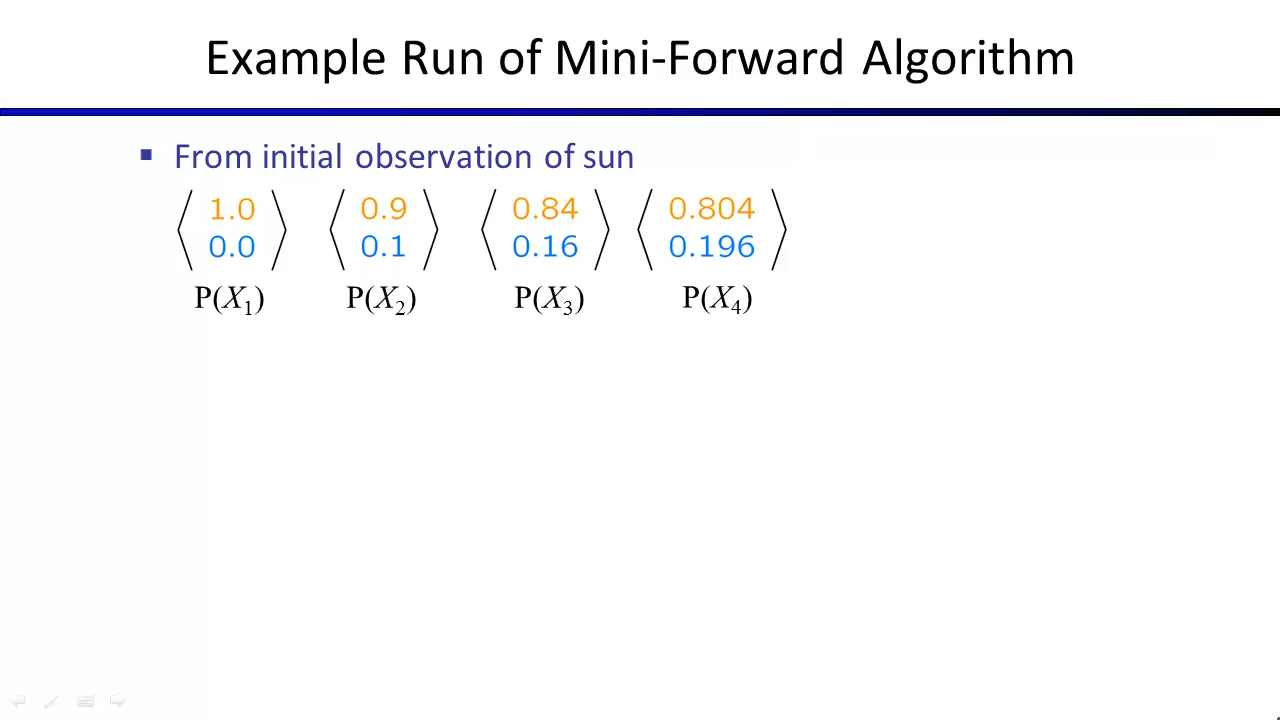 Example Run of Mini-Forward Algorithm
▪ From initial observation of sun
1.0 0.9 0.84 0.804
0.0 0.1 0.16 0.196
P(X₁) P(X₂) P(X₃) P(X₄)